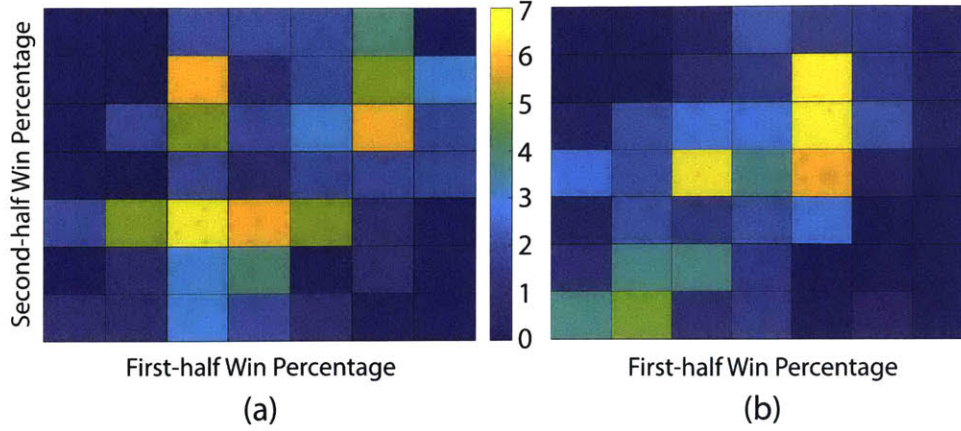 Second-half Win Percentage
7
6
5
4
3
2
1
0
First-half Win Percentage
First-half Win Percentage
(a)
(b)